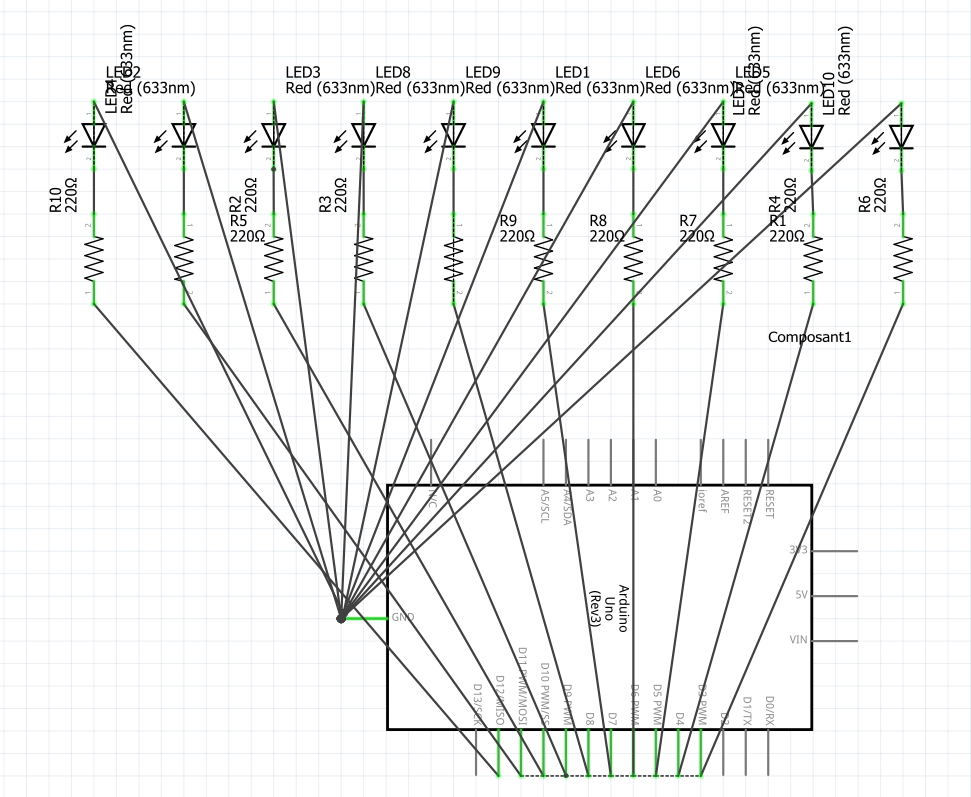 LED2
Red (633nm)
LED3
Red (633nm)
LED8
Red (633nm)
LED9
Red (633nm)
LED1
Red (633nm)
LED6
Red (633nm)
LED5
Red (633nm)
Red (633nm)
Red (633nm)
LED10
Red (633nm)
R10
220Ω
R2
220Ω
R5
220Ω
R3
220Ω
R9
220Ω
R8
220Ω
R7
220Ω
R4
220Ω
R1
220Ω
R6
220Ω
Composant1
N/C
A5/SCL
A4/SDA
A3
A2
A1
A0
ioref
AREF
RESET2
RESET
3V3
5V
VIN
GND
Arduino
Uno
(Rev3)
D13/SCK
D12/MISO
D11 PWM/MOSI
D10 PWM/SS
D9 PWM
D8
D7
D6 PWM
D5 PWM
D4
D3 PWM
D2
D1/TX
D0/RX